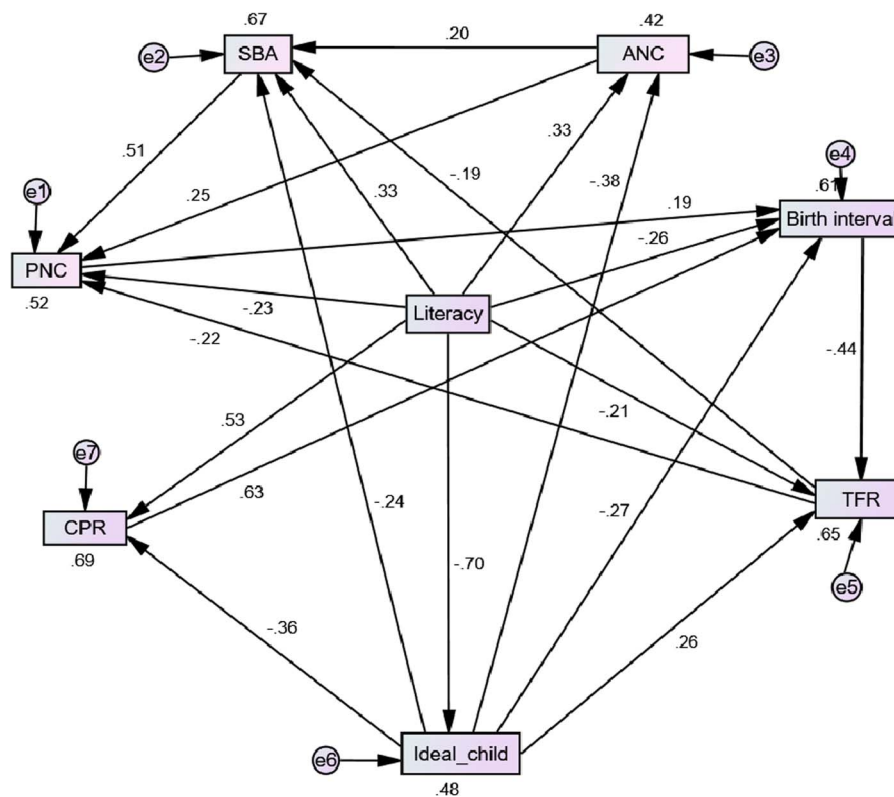 .67
.42
e2
SBA
.20
ANC
e3
.51
.33
.33
-.19
-.38
e4
.61
e1
.25
.19
Birth interval
PNC
-.26
.52
-.23
Literacy
-.22
-.44
.53
-.21
e7
.63
-.24
-.27
TFR
CPR
.65
.69
-.70
e5
-.36
.26
e6
Ideal_child
.48